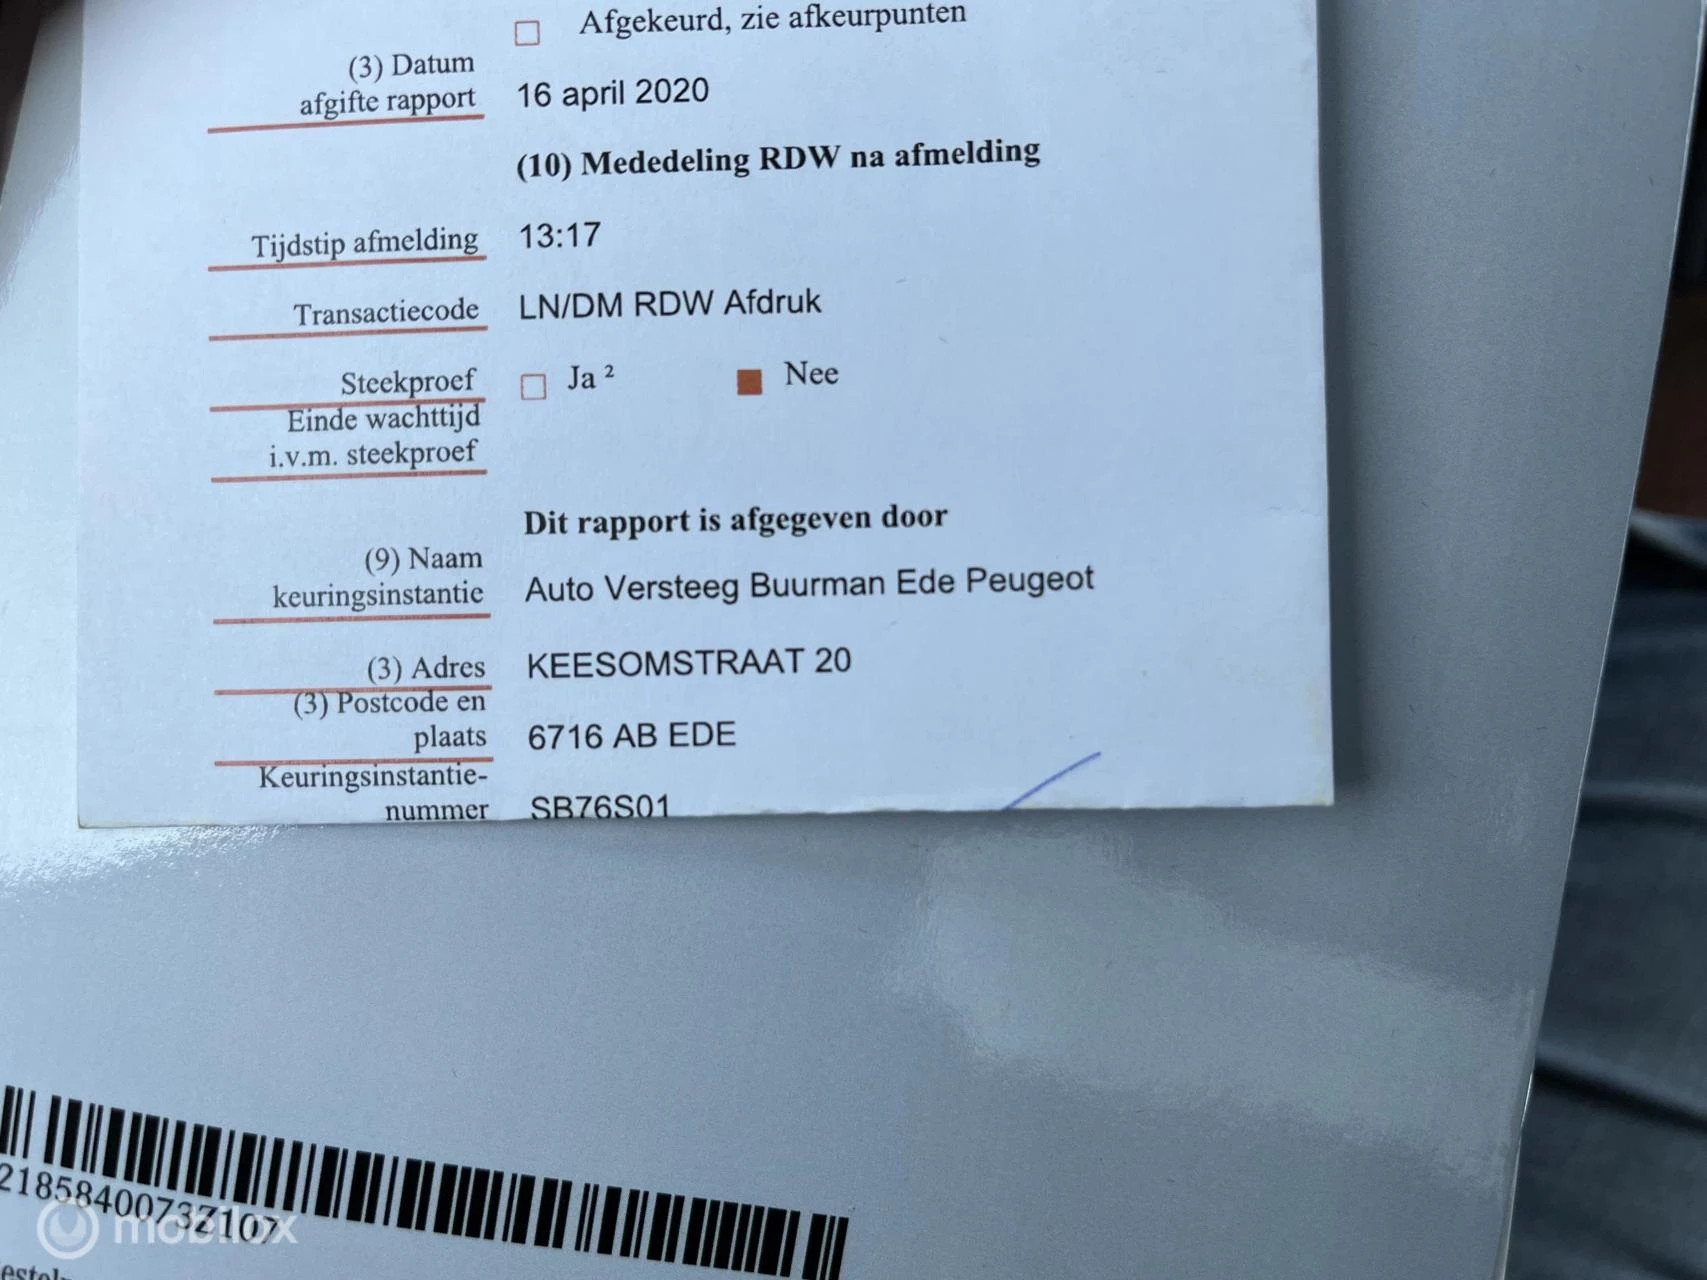 Afgekeurd, zie afkeurpunten
(3) Datum
afgifte rapport 16 april 2020
(10) Mededeling RDW na afmelding
Tijdstip afmelding 13:17
Transactiecode LN/DM RDW Afdruk
Steekproef Ja ² Nee
Einde wachttijd
i.v.m. steekproef
Dit rapport is afgegeven door
(9) Naam
keuringsinstantie Auto Versteeg Buurman Ede Peugeot
(3) Adres KEESOMSTRAAT 20
(3) Postcode en
plaats 6716 AB EDE
Keuringsinstantie-
nummer SB76S01
mobilox